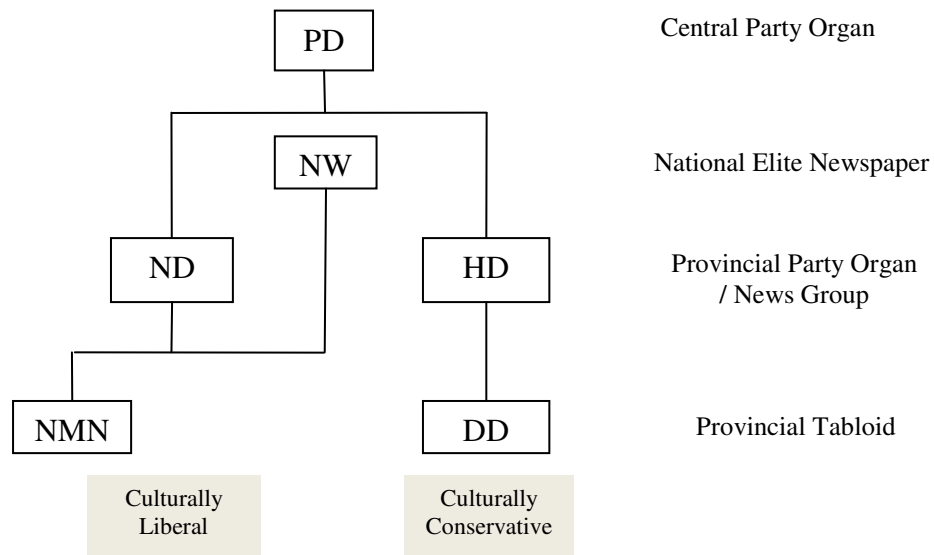 PD
Central Party Organ
NW
National Elite Newspaper
ND
HD
Provincial Party Organ
/ News Group
NMN
DD
Provincial Tabloid
Culturally
Liberal
Culturally
Conservative